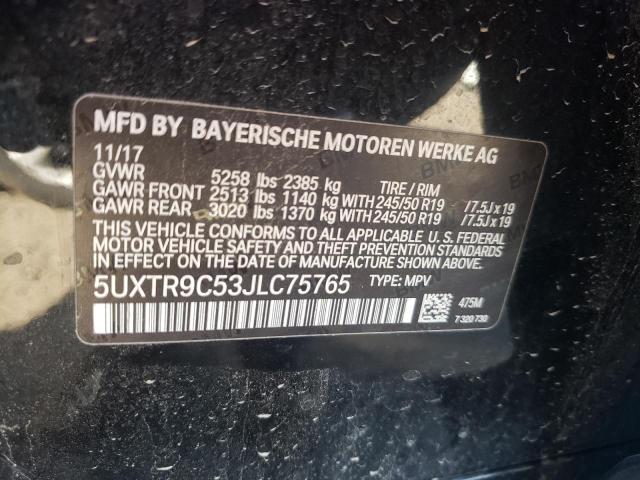 MFD BY BAYERISCHE MOTOREN WERKE AG
11/17
GVWR 5258 lbs 2385 kg TIRE / RIM
GAWR FRONT 2513 lbs 1140 kg WITH 245/50 R19 /7.5J x 19
GAWR REAR 3020 lbs 1370 kg WITH 245/50 R19 /7.5J x 19
THIS VEHICLE CONFORMS TO ALL APPLICABLE U.S. FEDERAL
MOTOR VEHICLE SAFETY AND THEFT PREVENTION STANDARDS
IN EFFECT ON THE DATE OF MANUFACTURE SHOWN ABOVE.
5UXTR9C53JLC75765 TYPE: MPV
475M
7 320 730